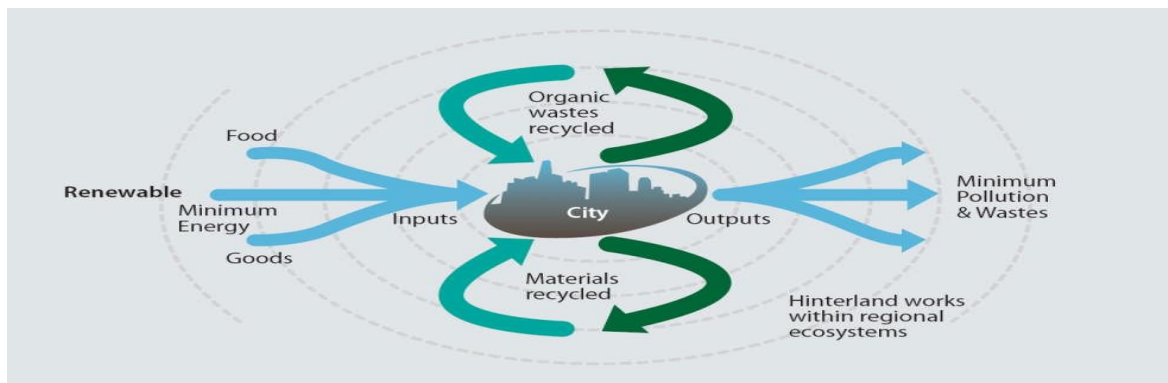 Food
Renewable
Minimum
Energy
Goods
Inputs
Organic
wastes
recycled
City
Materials
recycled
Outputs
Minimum
Pollution
& Wastes
Hinterland works
within regional
ecosystems